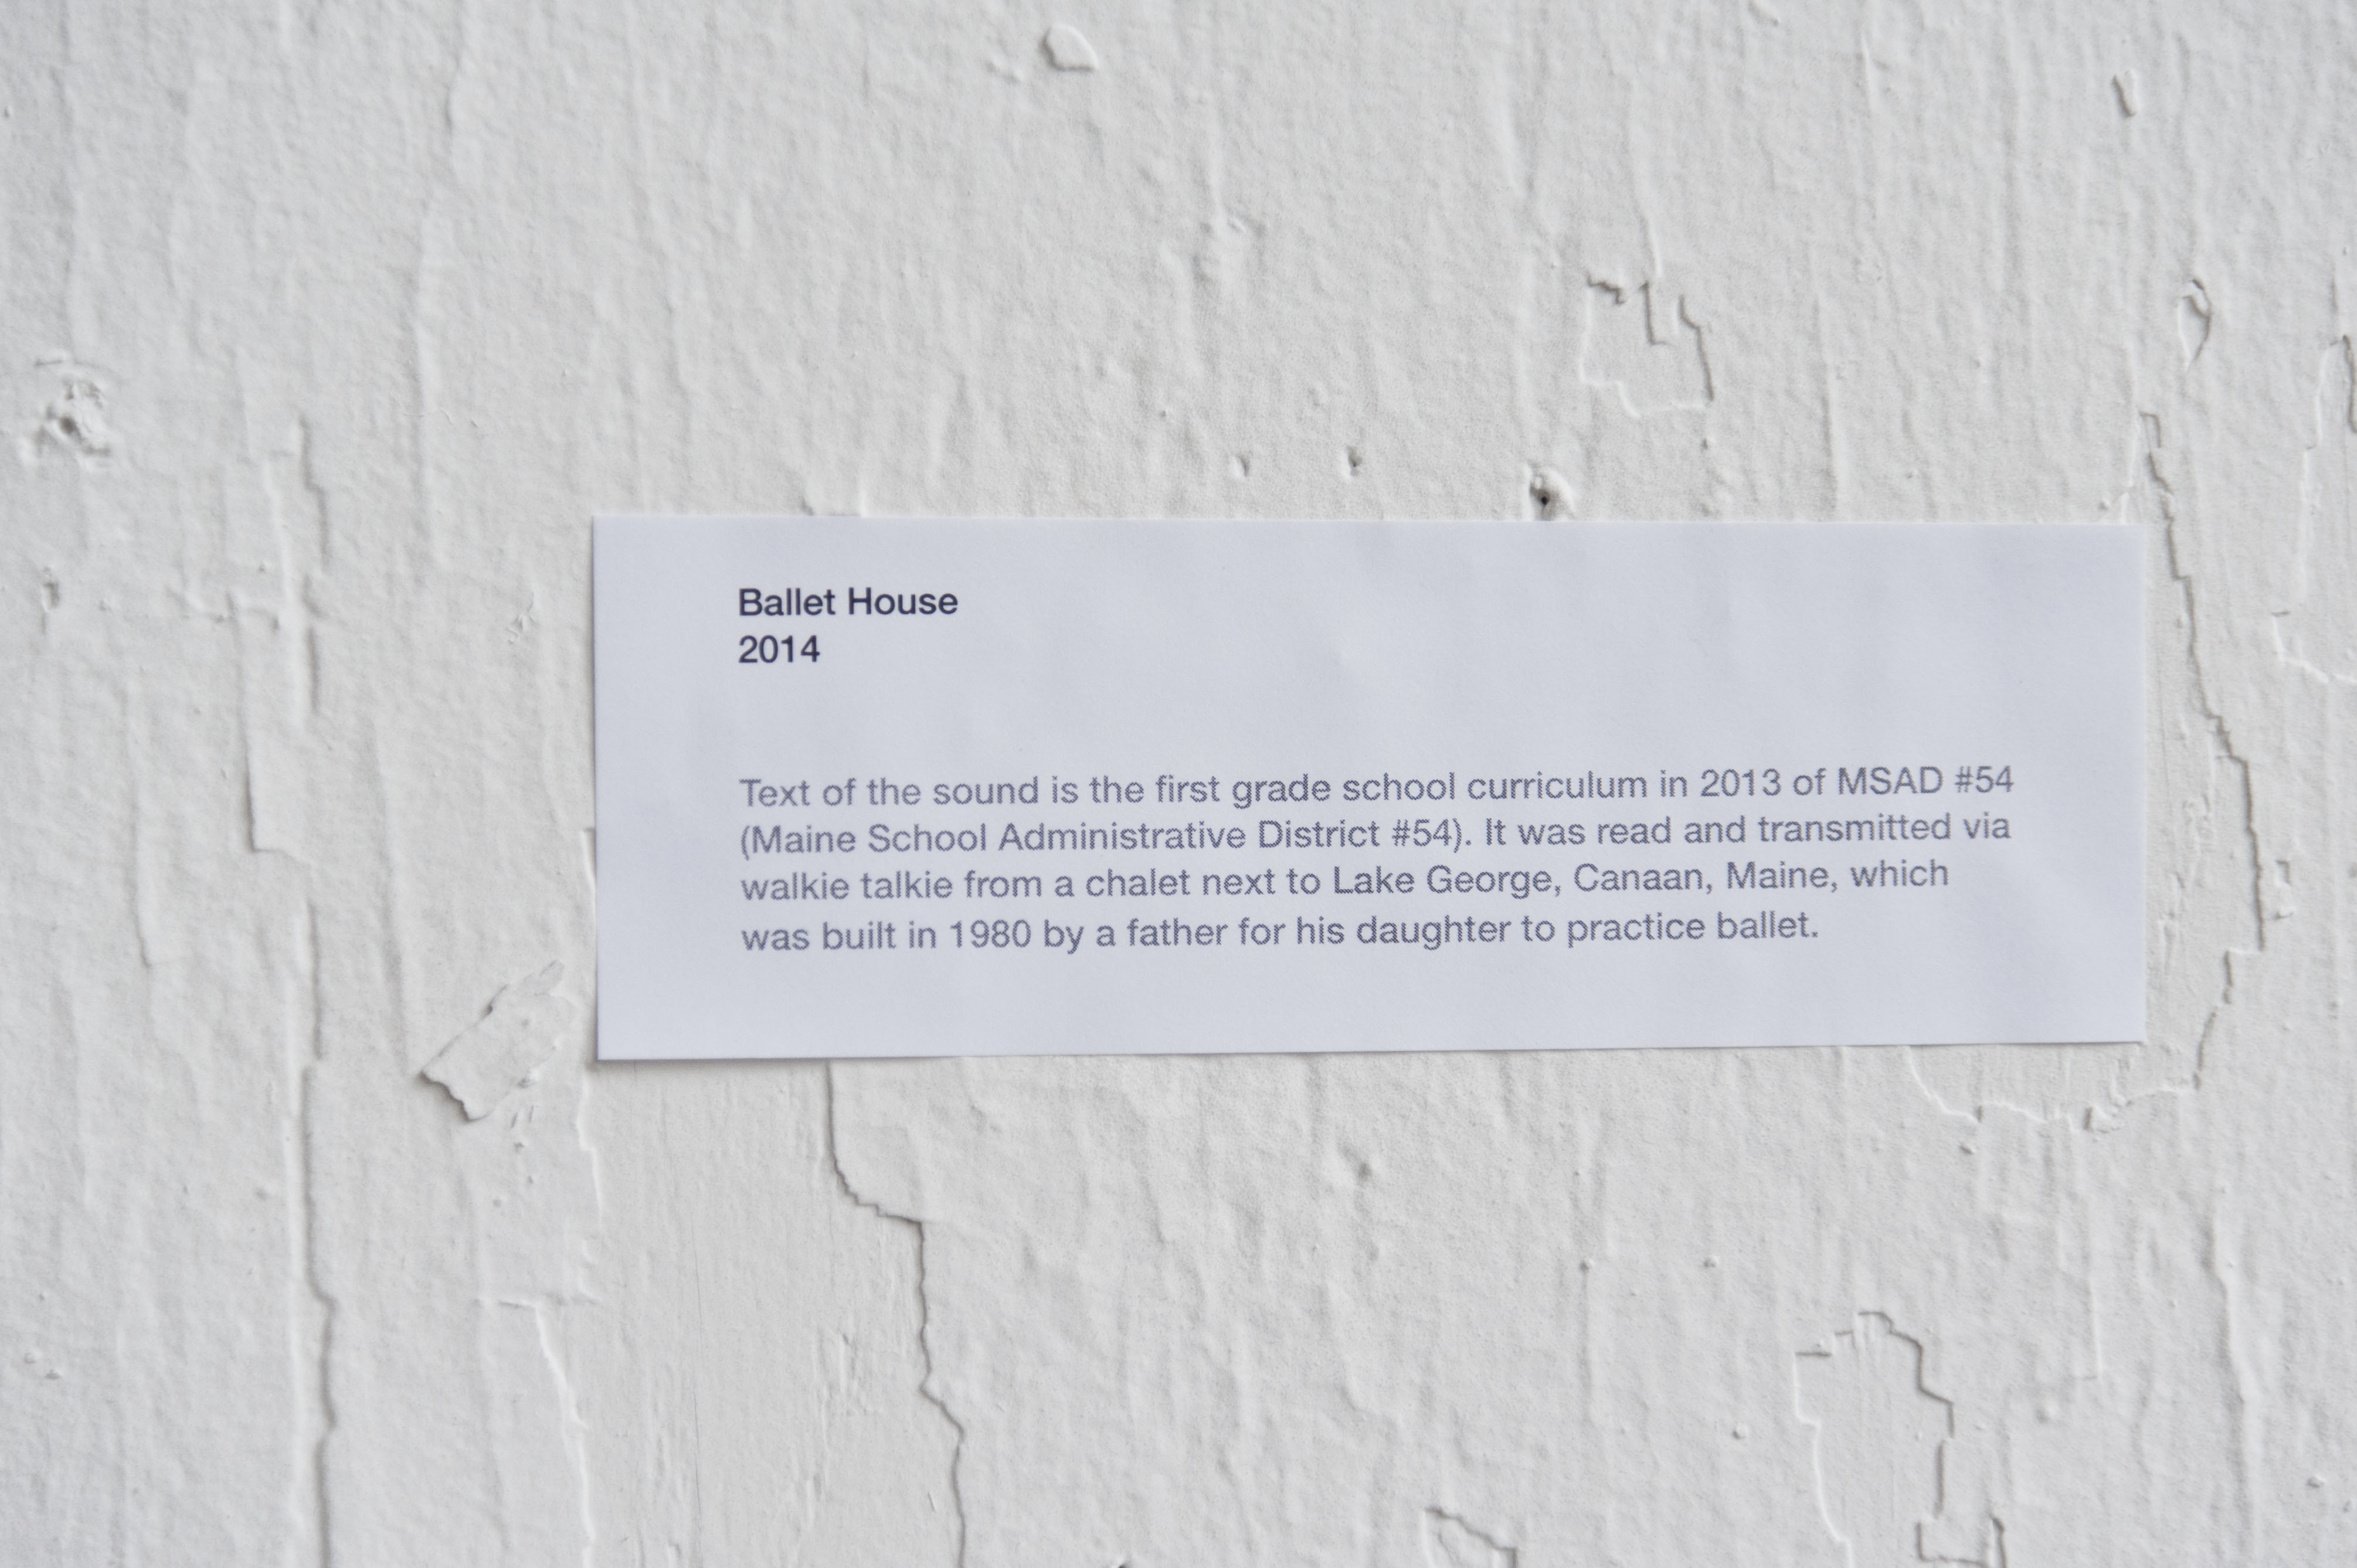 Ballet House
2014
Text of the sound is the first grade school curriculum in 2013 of MSAD #54
(Maine School Administrative District #54). It was read and transmitted via
walkie talkie from a chalet next to Lake George, Canaan, Maine, which
was built in 1980 by a father for his daughter to practice ballet.